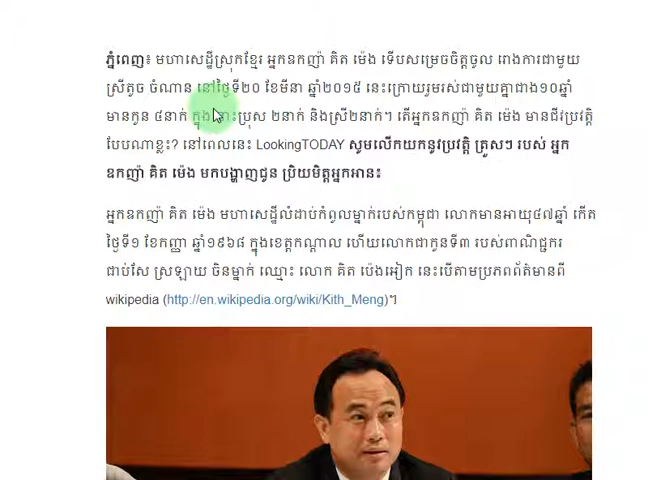 ភ្នំពេញ៖ មហាសេដ្ឋីស្រុកខ្មែរ អ្នកឧកញ៉ា គិត ម៉េង ទើបសម្រេចចិត្តចូល រោងការជាមួយ
ស្រីតូច ចំណាន នៅថ្ងៃទី២០ ខែមីនា ឆ្នាំ២០១៥ នេះក្រោយរួមរស់ជាមួយគ្នាជាង១០ឆ្នាំ
មានកូន ៤នាក់ ក្នុង នោះប្រុស ២នាក់ និងស្រី២នាក់។ តើអ្នកឧកញ៉ា គិត ម៉េង មានជីវប្រវត្តិ
បែបណាខ្លះ? នៅពេលនេះ LookingTODAY សូមលើកយកនូវប្រវត្តិ ត្រួសៗ របស់ អ្នក
ឧកញ៉ា គិត ម៉េង មកបង្ហាញជូន ប្រិយមិត្តអ្នកអាន៖
អ្នកឧកញ៉ា គិត ម៉េង មហាសេដ្ឋីលំដាប់កំពូលម្នាក់របស់កម្ពុជា លោកមានអាយុ៤៧ឆ្នាំ កើត
ថ្ងៃទី១ ខែកញ្ញា ឆ្នាំ១៩៦៨ ក្នុងខេត្តកណ្តាល ហើយលោកជាកូនទី៣ របស់ពាណិជ្ជករ
ជាប់សែ ស្រឡាយ ចិនម្នាក់ ឈ្មោះ លោក គិត ប៉េងអៀក នេះបើតាមប្រភពព័ត៌មានពី
wikipedia (http://en.wikipedia.org/wiki/Kith_Meng)។